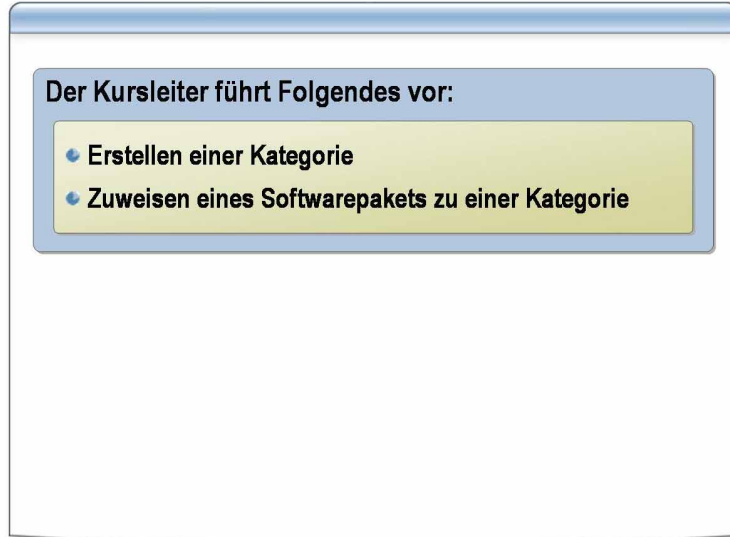 Der Kursleiter führt Folgendes vor:
Erstellen einer Kategorie
Zuweisen eines Softwarepakets zu einer Kategorie